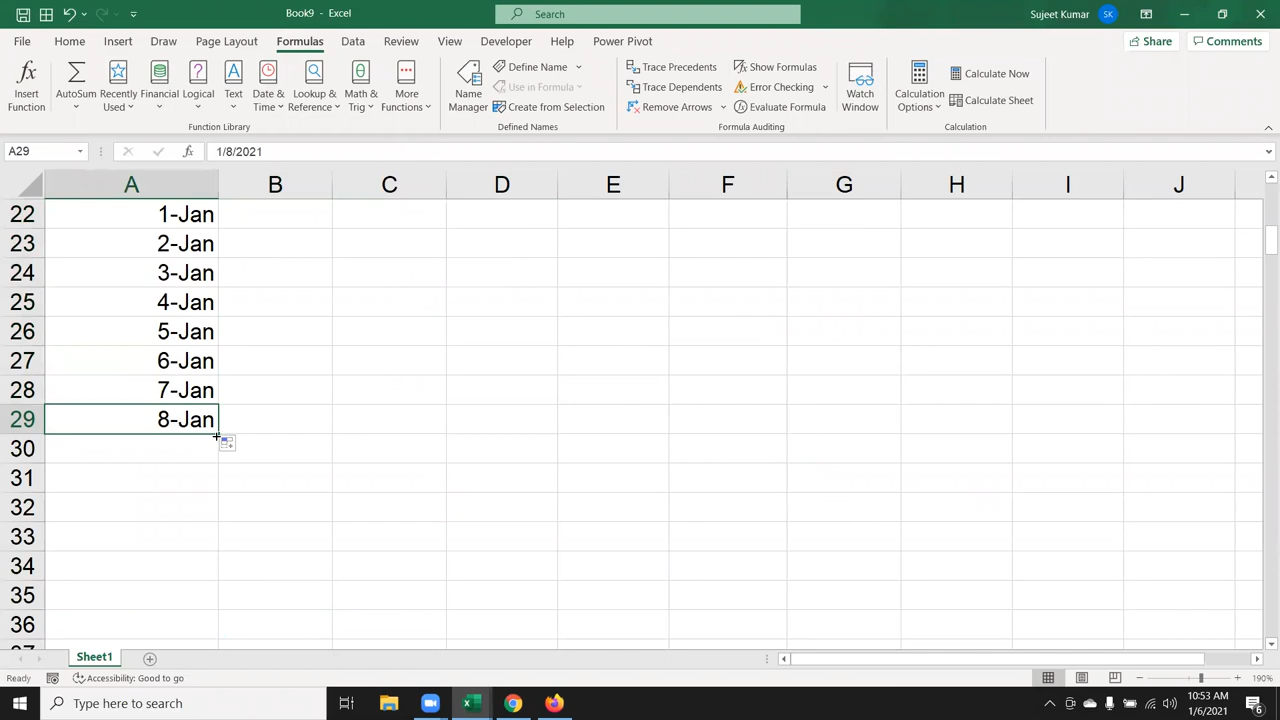 Book9 - Excel
Search
Sujeet Kumar
SK
File Home Insert Draw Page Layout Formulas Data Review View Developer Help Power Pivot
Share
Comments
Insert Function
AutoSum
Recently Used
Financial
Logical
Text
Date & Time
Lookup & Reference
Math & Trig
More Functions
Function Library
Name Manager
Define Name
Use in Formula
Create from Selection
Defined Names
Trace Precedents
Trace Dependents
Remove Arrows
Show Formulas
Error Checking
Evaluate Formula
Formula Auditing
Watch Window
Calculation Options
Calculate Now
Calculate Sheet
Calculation
A29
fx
1/8/2021
A B C D E F G H I J
22 1-Jan
23 2-Jan
24 3-Jan
25 4-Jan
26 5-Jan
27 6-Jan
28 7-Jan
29 8-Jan
30
31
32
33
34
35
36
Sheet1
Ready
Accessibility: Good to go
190%
Type here to search
10:53 AM
1/6/2021
6